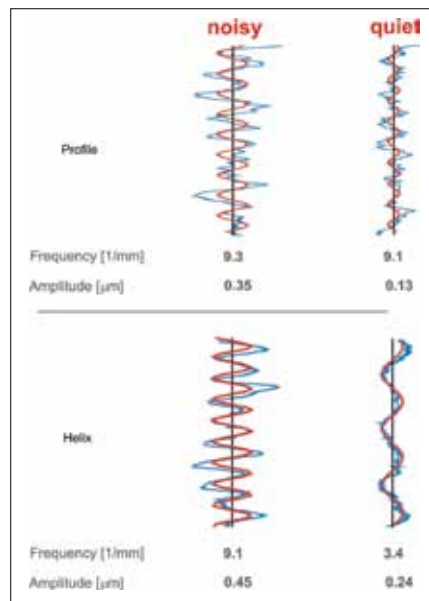 noisy quiet
Profile
Frequency [1/mm] 9.3 9.1
Amplitude [µm] 0.35 0.13
Helix
Frequency [1/mm] 9.1 3.4
Amplitude [µm] 0.45 0.24